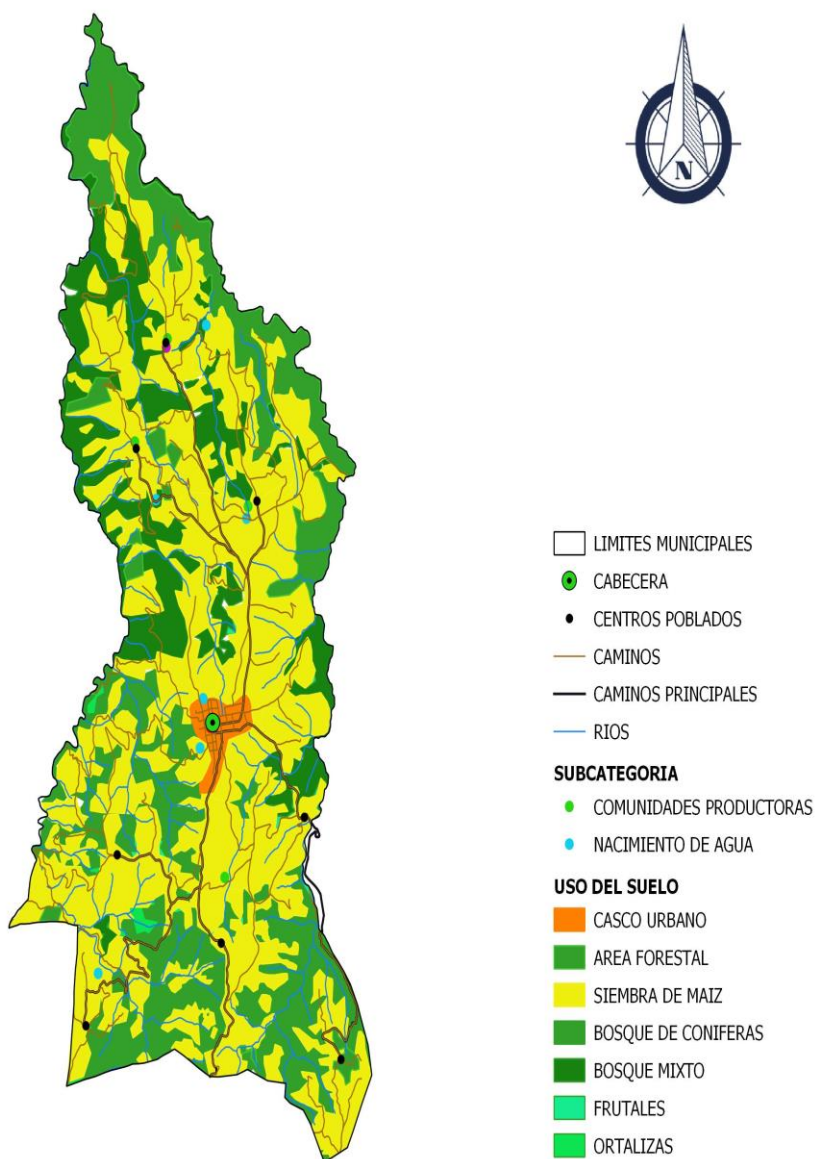 N
LIMITES MUNICIPALES
CABECERA
CENTROS POBLADOS
CAMINOS
CAMINOS PRINCIPALES
RIOS
SUBCATEGORIA
COMUNIDADES PRODUCTORAS
NACIMIENTO DE AGUA
USO DEL SUELO
CASCO URBANO
AREA FORESTAL
SIEMBRA DE MAIZ
BOSQUE DE CONIFERAS
BOSQUE MIXTO
FRUTALES
ORTALIZAS